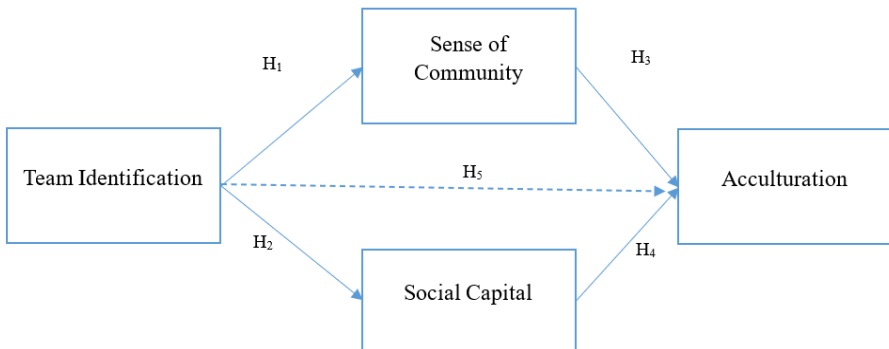 Sense of
Community
H₁
H₃
Team Identification
H₅
Acculturation
H₂
H₄
Social Capital